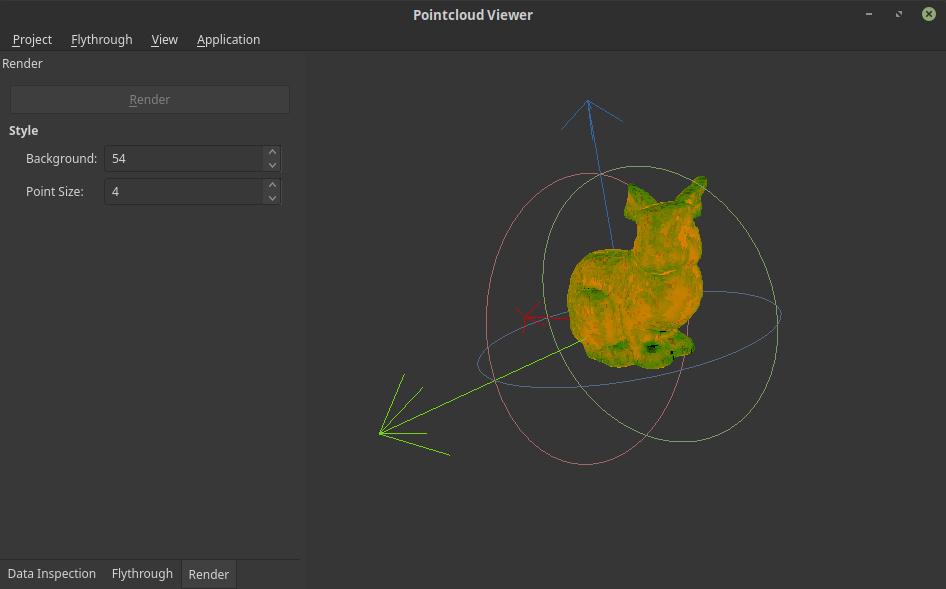 Pointcloud Viewer
Project Flythrough View Application
Render
Render
Style
Background: 54
Point Size: 4
Data Inspection Flythrough Render